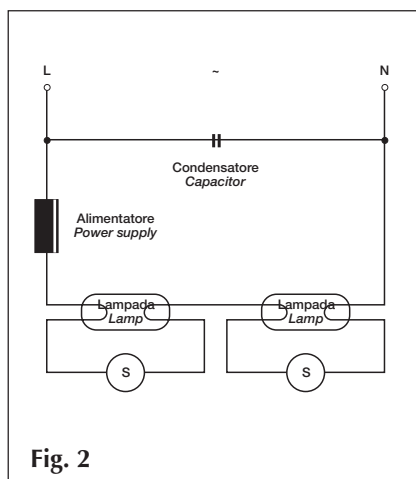 L ~ N
Condensatore
Capacitor
Alimentatore
Power supply
Lampada Lampada
Lamp Lamp
S S
Fig. 2